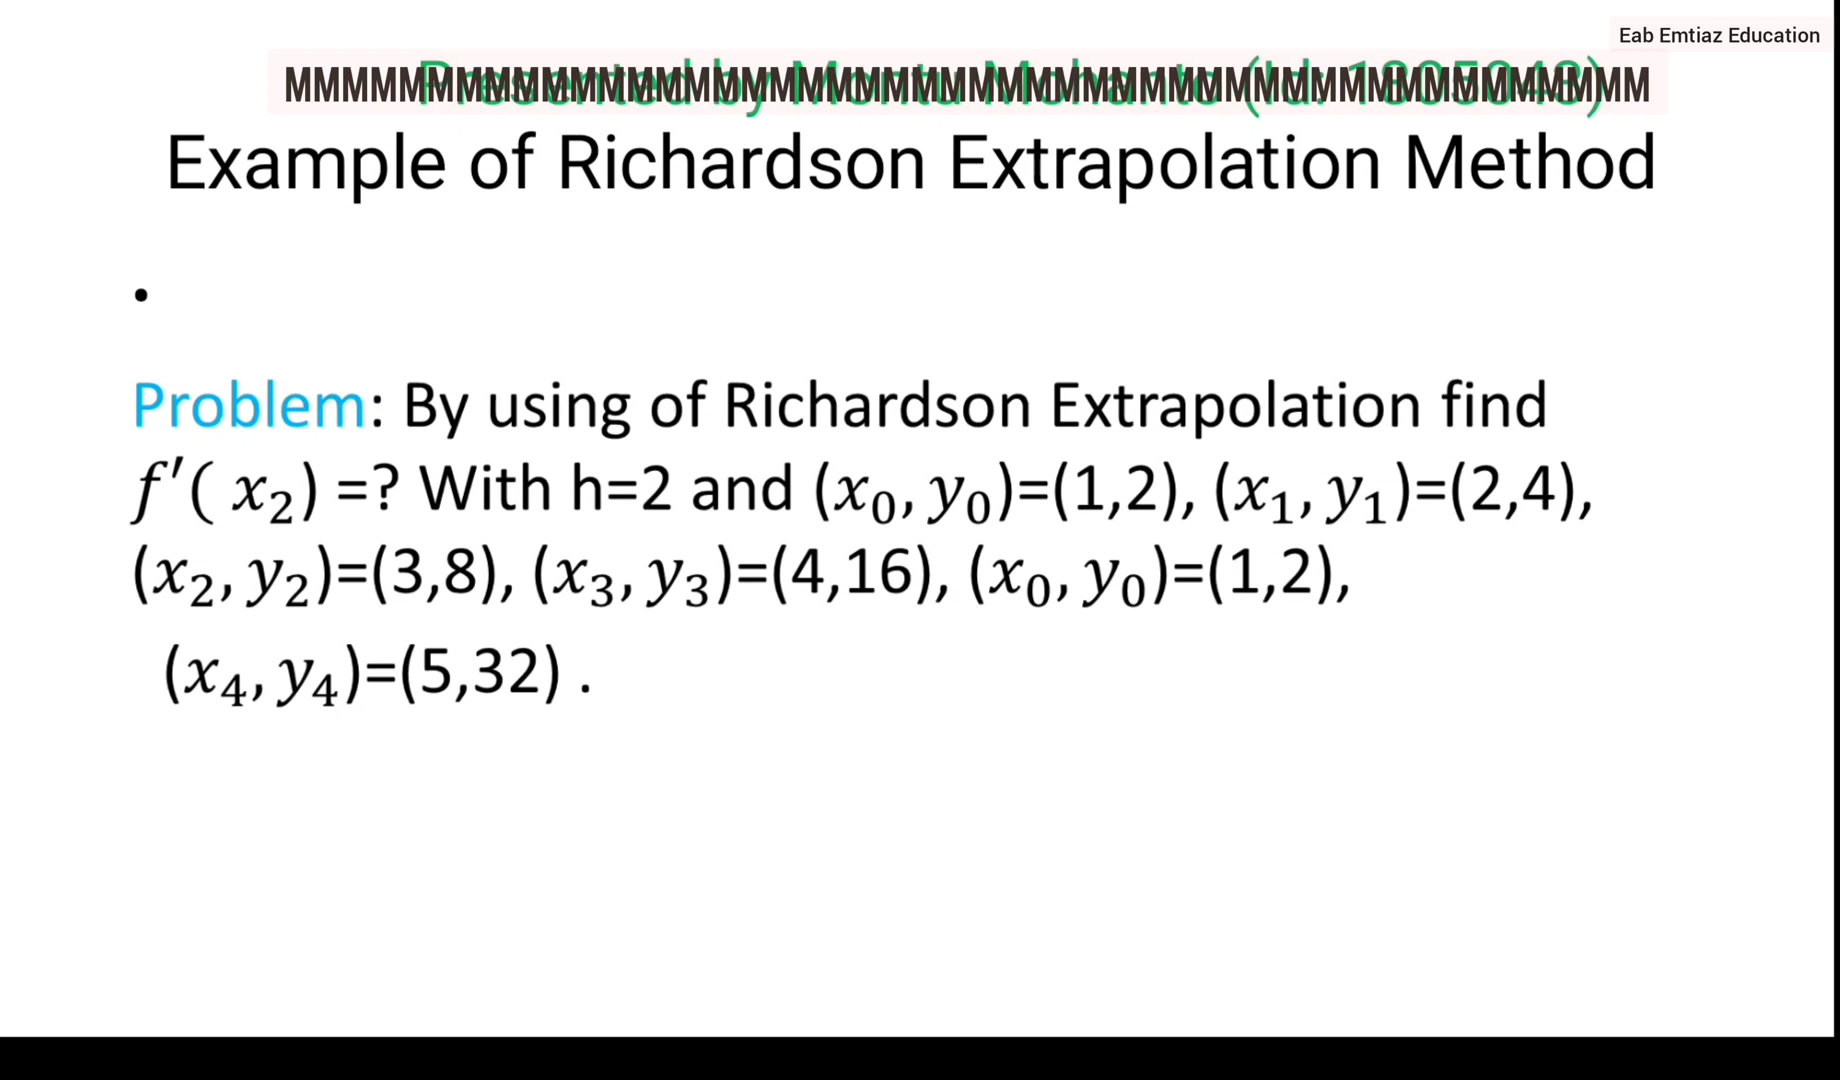 Eab Emtiaz Education
Example of Richardson Extrapolation Method
•
Problem: By using of Richardson Extrapolation find
f′( x₂) =? With h=2 and (x₀, y₀)=(1,2), (x₁, y₁)=(2,4),
(x₂, y₂)=(3,8), (x₃, y₃)=(4,16), (x₀, y₀)=(1,2),
(x₄, y₄)=(5,32) .